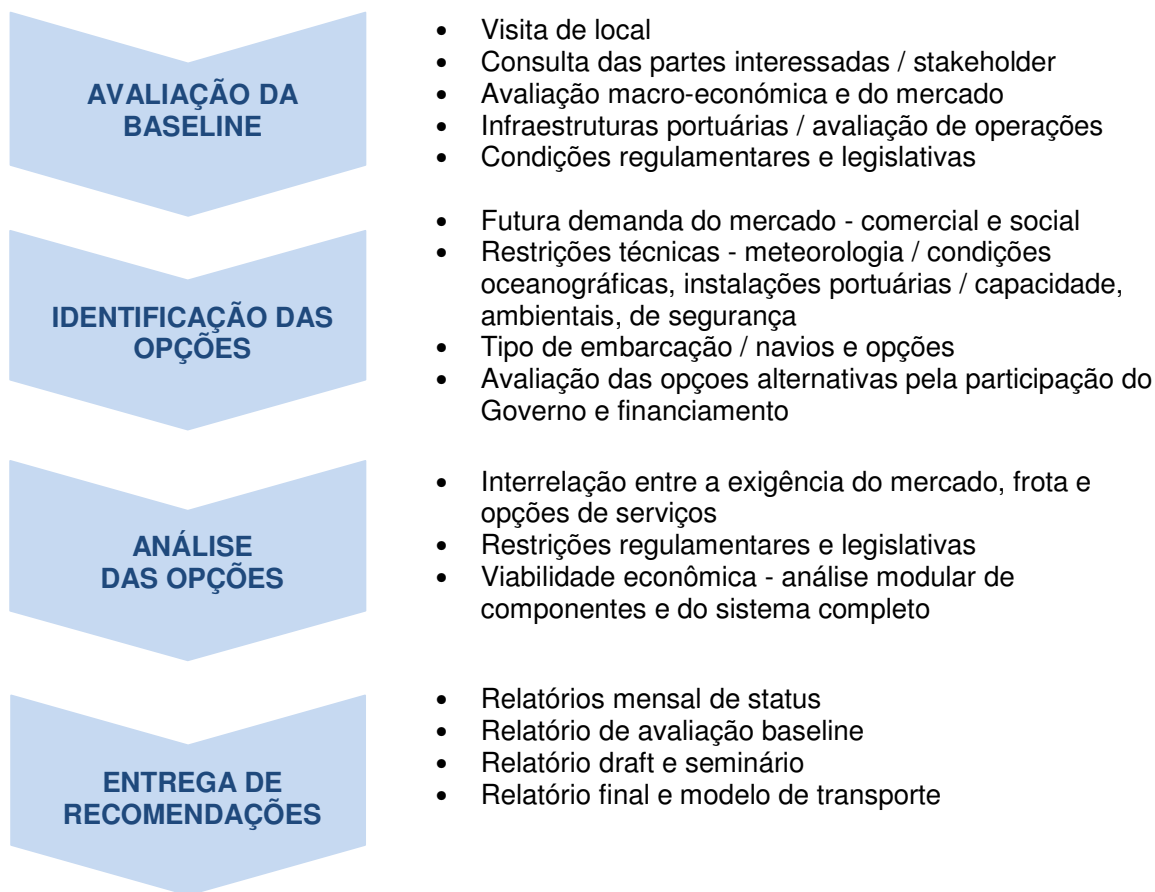 AVALIAÇÃO DA
BASELINE
• Visita de local
• Consulta das partes interessadas / stakeholder
• Avaliação macro-económica e do mercado
• Infraestruturas portuárias / avaliação de operações
• Condições regulamentares e legislativas
IDENTIFICAÇÃO DAS
OPÇÕES
• Futura demanda do mercado - comercial e social
• Restrições técnicas - meteorologia / condições
oceanográficas, instalações portuárias / capacidade,
ambientais, de segurança
• Tipo de embarcação / navios e opções
• Avaliação das opçoes alternativas pela participação do
Governo e financiamento
ANÁLISE
DAS OPÇÕES
• Interrelação entre a exigência do mercado, frota e
opções de serviços
• Restrições regulamentares e legislativas
• Viabilidade econômica - análise modular de
componentes e do sistema completo
ENTREGA DE
RECOMENDAÇÕES
• Relatórios mensal de status
• Relatório de avaliação baseline
• Relatório draft e seminário
• Relatório final e modelo de transporte